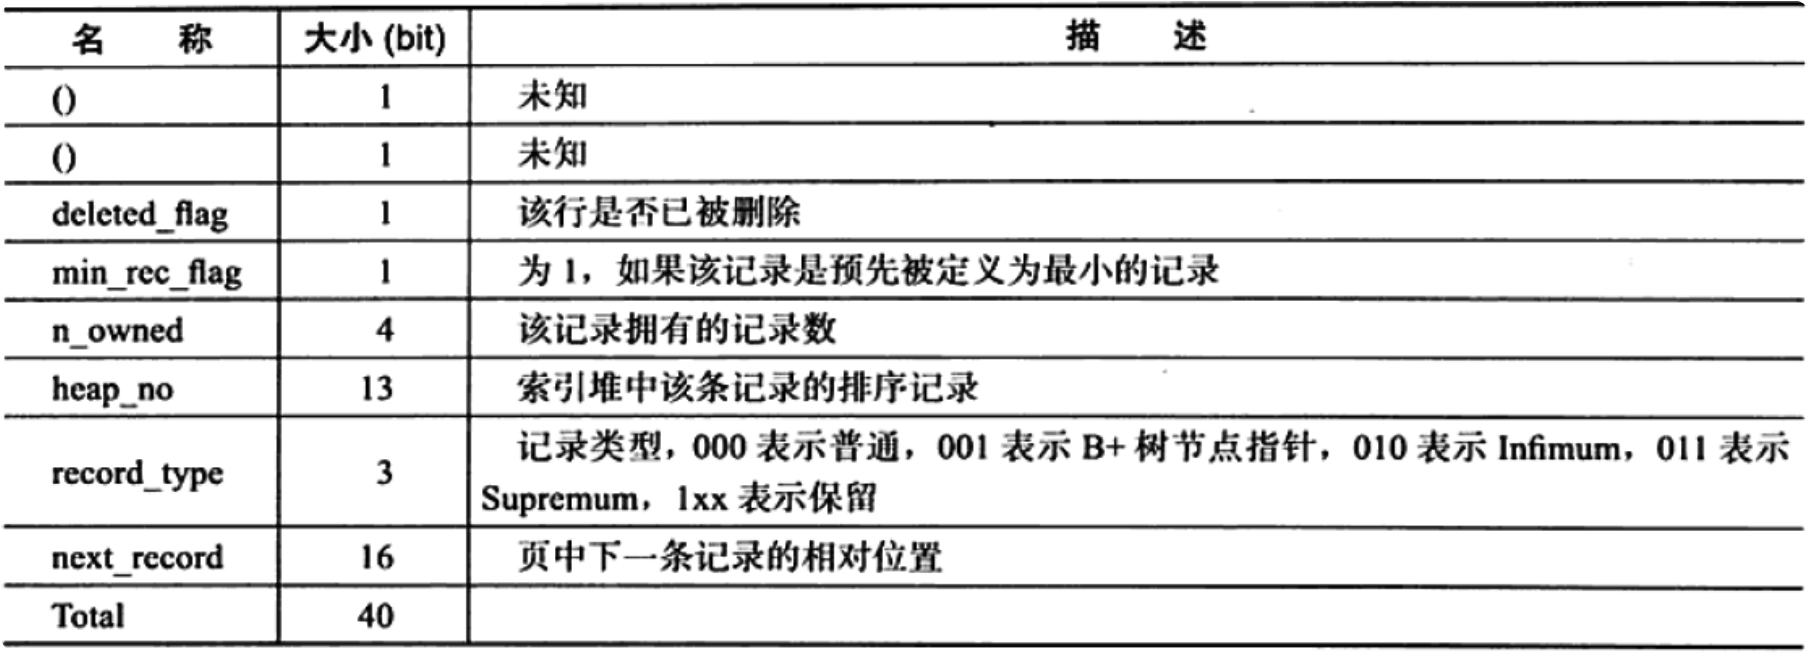 名 称 大小 (bit) 描 述
() 1 未知
() 1 未知
deleted_flag 1 该行是否已被删除
min_rec_flag 1 为 1，如果该记录是预先被定义为最小的记录
n_owned 4 该记录拥有的记录数
heap_no 13 索引堆中该条记录的排序记录
record_type 3 记录类型，000 表示普通，001 表示 B+ 树节点指针，010 表示 Infimum，011 表示
Supremum，1xx 表示保留
next_record 16 页中下一条记录的相对位置
Total 40